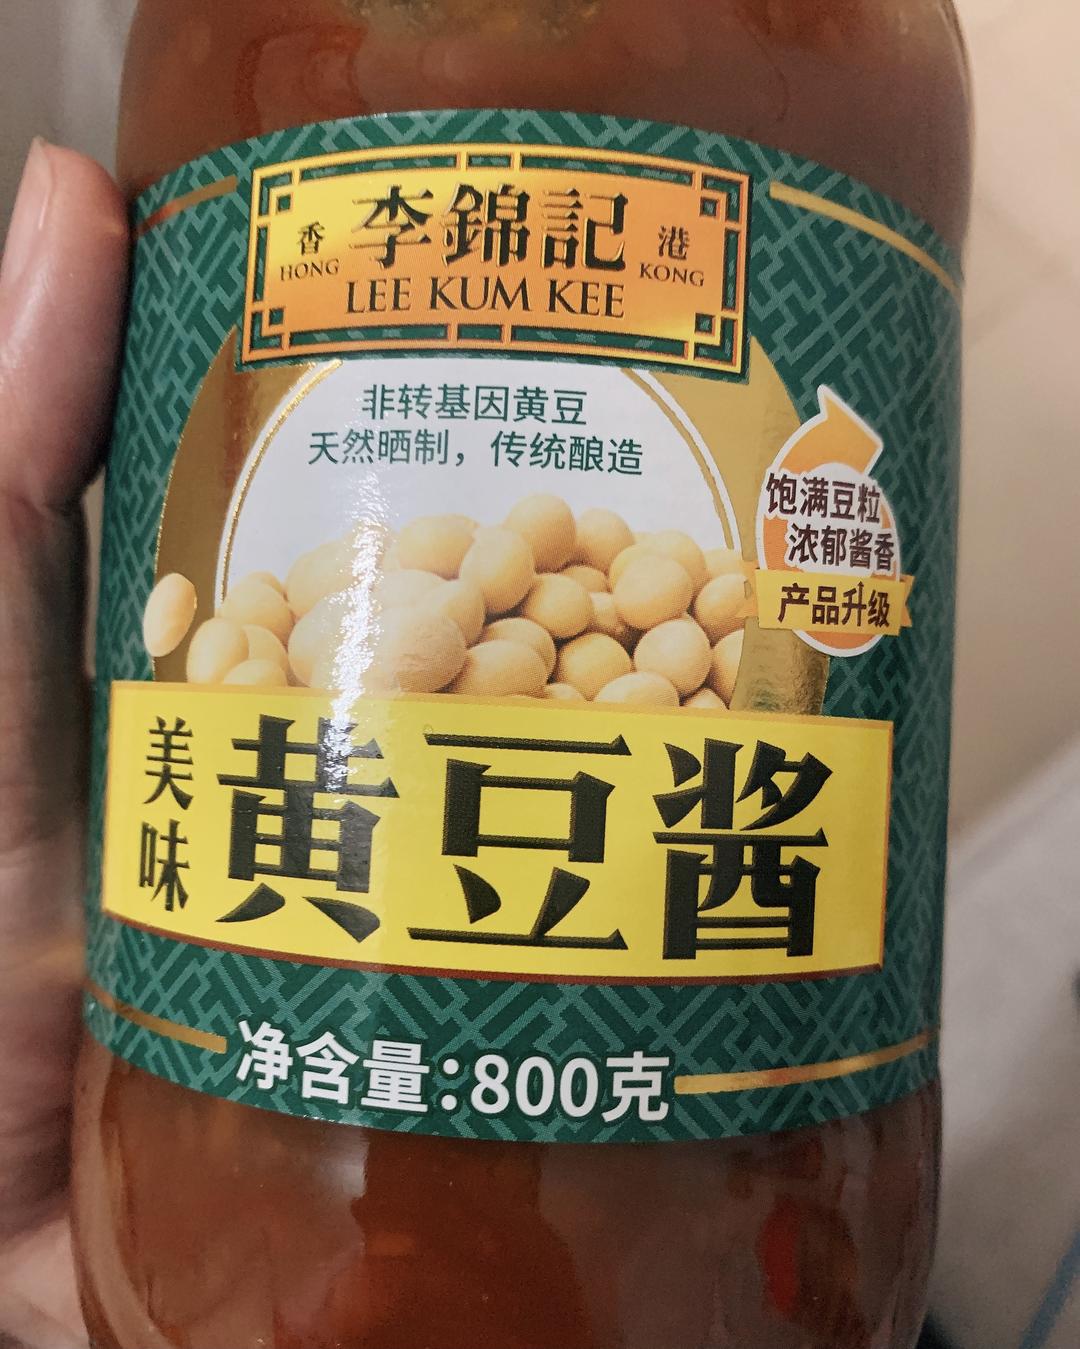 香港
HONG KONG
李錦記
LEE KUM KEE
非转基因黄豆
天然晒制，传统酿造
饱满豆粒
浓郁酱香
产品升级
美味
黄豆酱
净含量:800克